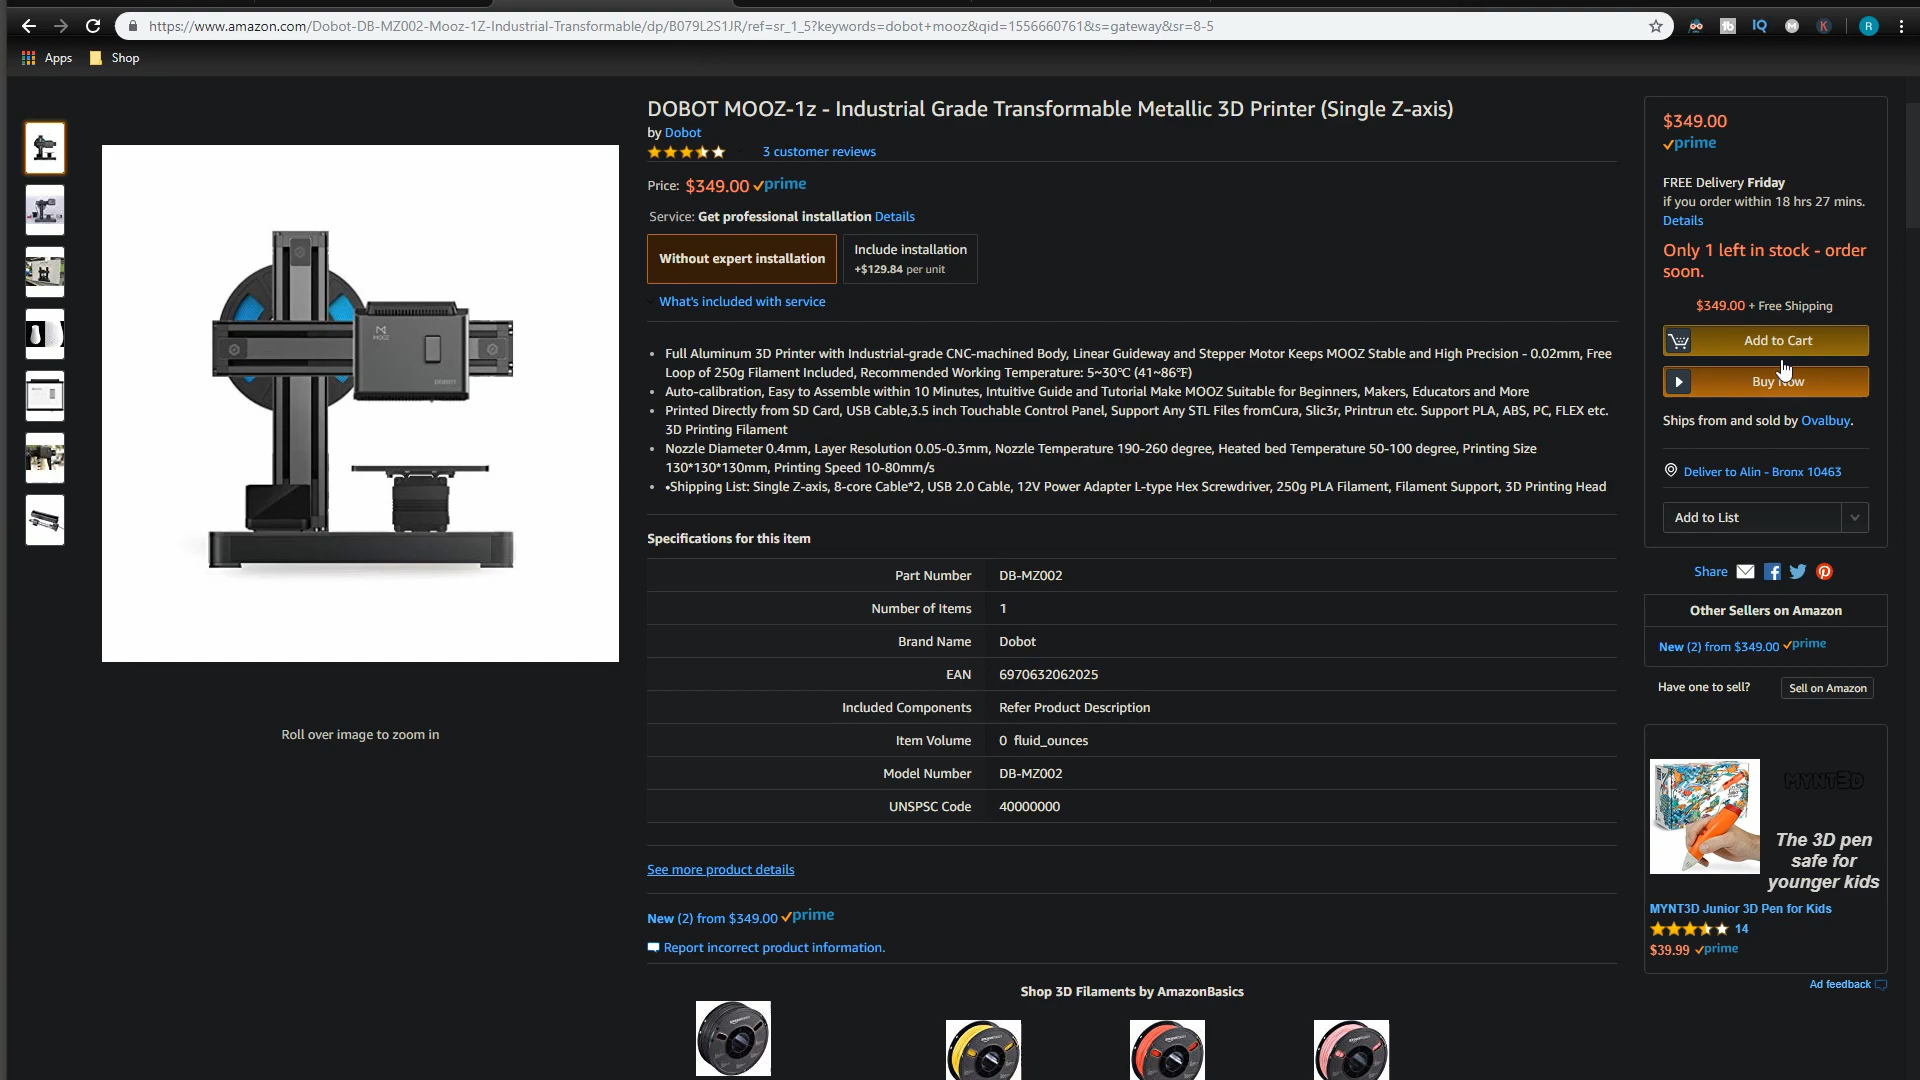 https://www.amazon.com/Dobot-DB-MZ002-Mooz-1Z-Industrial-Transformable/dp/B079L2S1JR/ref=sr_1_5?keywords=dobot+mooz&qid=1556660761&s=gateway&sr=8-5
Apps Shop
DOBOT MOOZ-1z - Industrial Grade Transformable Metallic 3D Printer (Single Z-axis)
by Dobot
3 customer reviews
Price: $349.00 prime
Service: Get professional installation Details
Without expert installation
Include installation
+$129.84 per unit
What's included with service
• Full Aluminum 3D Printer with Industrial-grade CNC-machined Body, Linear Guideway and Stepper Motor Keeps MOOZ Stable and High Precision - 0.02mm, Free
Loop of 250g Filament Included, Recommended Working Temperature: 5~30℃ (41~86℉)
• Auto-calibration, Easy to Assemble within 10 Minutes, Intuitive Guide and Tutorial Make MOOZ Suitable for Beginners, Makers, Educators and More
• Printed Directly from SD Card, USB Cable,3.5 inch Touchable Control Panel, Support Any STL Files fromCura, Slic3r, Printrun etc. Support PLA, ABS, PC, FLEX etc.
3D Printing Filament
• Nozzle Diameter 0.4mm, Layer Resolution 0.05-0.3mm, Nozzle Temperature 190-260 degree, Heated bed Temperature 50-100 degree, Printing Size
130*130*130mm, Printing Speed 10-80mm/s
• •Shipping List: Single Z-axis, 8-core Cable*2, USB 2.0 Cable, 12V Power Adapter L-type Hex Screwdriver, 250g PLA Filament, Filament Support, 3D Printing Head
Specifications for this item
Part Number DB-MZ002
Number of Items 1
Brand Name Dobot
EAN 6970632062025
Included Components Refer Product Description
Item Volume 0 fluid_ounces
Model Number DB-MZ002
UNSPSC Code 40000000
See more product details
New (2) from $349.00 prime
Report incorrect product information.
Shop 3D Filaments by AmazonBasics
MOOZ
DOBOT
Roll over image to zoom in
$349.00
prime
FREE Delivery Friday
if you order within 18 hrs 27 mins.
Details
Only 1 left in stock - order
soon.
$349.00 + Free Shipping
Add to Cart
Buy Now
Ships from and sold by Ovalbuy.
Deliver to Alin - Bronx 10463
Add to List
Share
Other Sellers on Amazon
New (2) from $349.00 prime
Have one to sell? Sell on Amazon
MYNT3D
The 3D pen
safe for
younger kids
MYNT3D Junior 3D Pen for Kids
14
$39.99 prime
Ad feedback